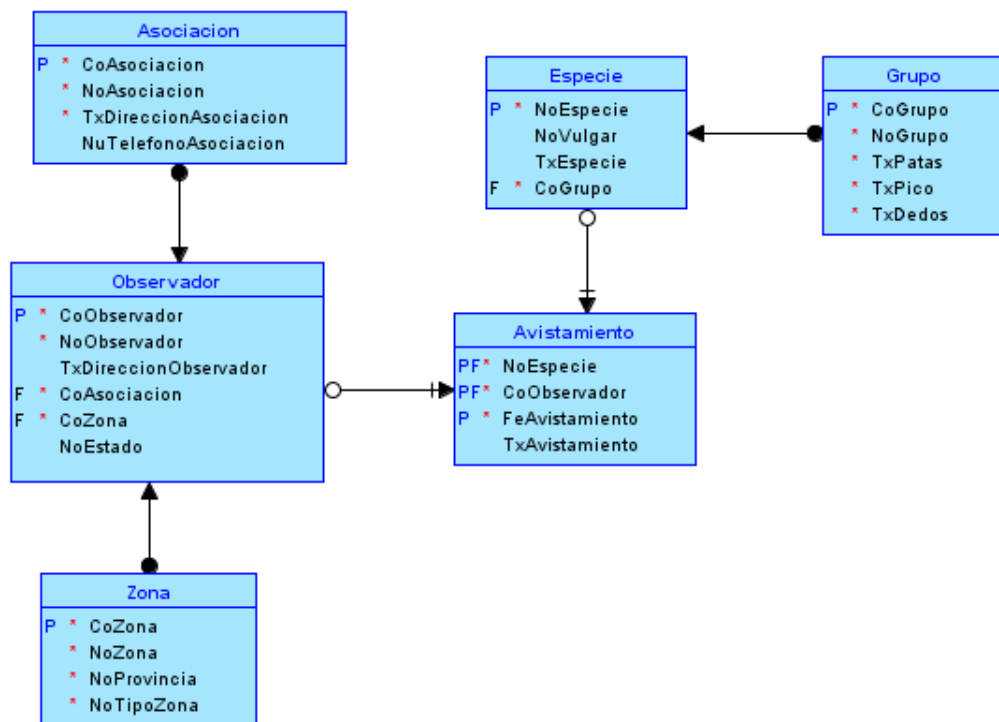 Asociacion
P * CoAsociacion
* NoAsociacion
* TxDireccionAsociacion
NuTelefonoAsociacion
Especie
P * NoEspecie
NoVulgar
TxEspecie
F * CoGrupo
Grupo
P * CoGrupo
* NoGrupo
* TxPatas
* TxPico
* TxDedos
Observador
P * CoObservador
* NoObservador
TxDireccionObservador
F * CoAsociacion
F * CoZona
NoEstado
Avistamiento
PF* NoEspecie
PF* CoObservador
P * FeAvistamiento
TxAvistamiento
Zona
P * CoZona
* NoZona
* NoProvincia
* NoTipoZona